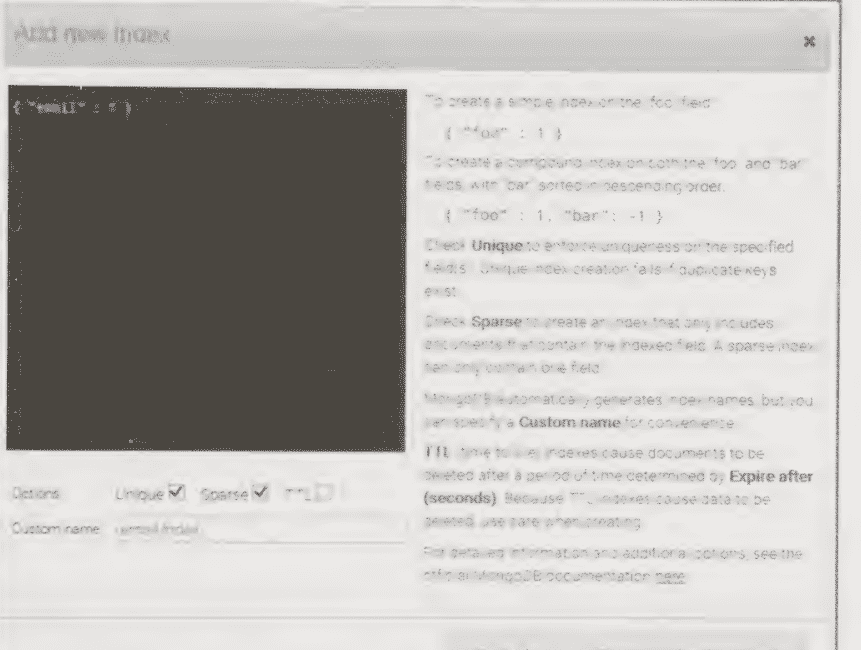 Add new index
{ "email" : 1 }
To create a simple index on the 'foo' field
{ "foo" : 1 }
To create a compound index on both the 'foo' and 'bar'
fields, with 'bar' sorted in descending order.
{ "foo" : 1, "bar": -1 }
Check Unique to enforce uniqueness on the specified
field(s). Unique index creation fails if duplicate keys
exist.
Check Sparse to create an index that only includes
documents that contain the indexed field. A sparse index
can only contain one field.
MongoDB automatically generates index names, but you
can specify a Custom name for convenience.
TTL (time to live) indexes cause documents to be
deleted after a period of time determined by Expire after
(seconds). Because TTL indexes cause data to be
deleted, use care when creating.
For detailed information and additional options, see the
official MongoDB documentation here.
Options Unique Sparse TTL
Custom name